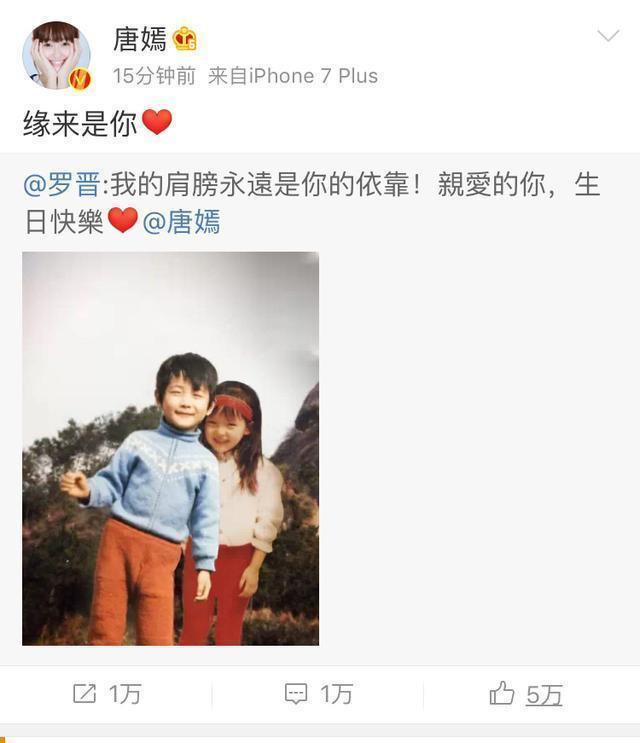 唐嫣
15分钟前 来自iPhone 7 Plus
缘来是你❤️
@罗晋:我的肩膀永遠是你的依靠！親愛的你，生
日快樂❤️@唐嫣
1万 1万 5万